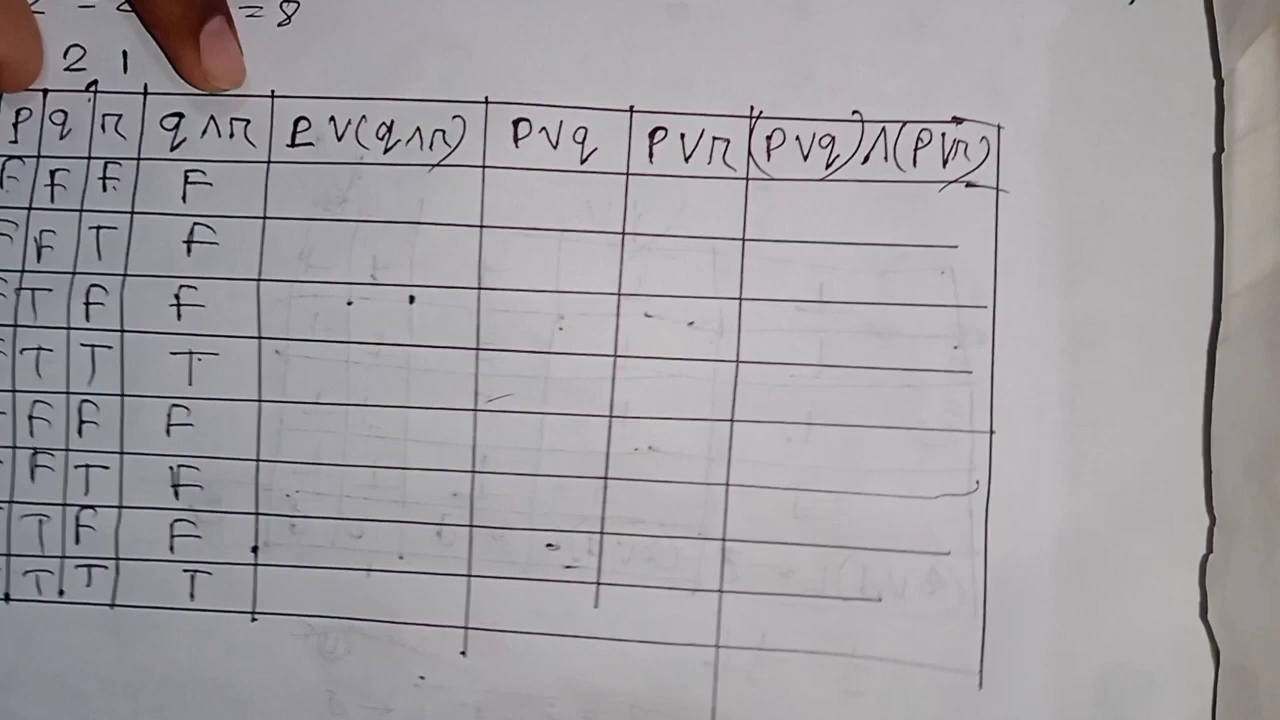 = 8
2 1
p q r q ∧ r P ∨ (q ∧ r) P ∨ q P ∨ r (P ∨ q) ∧ (P ∨ r)
F F F F
F F T F
F T F F
F T T T
F F F
F T F
T F F
T T T